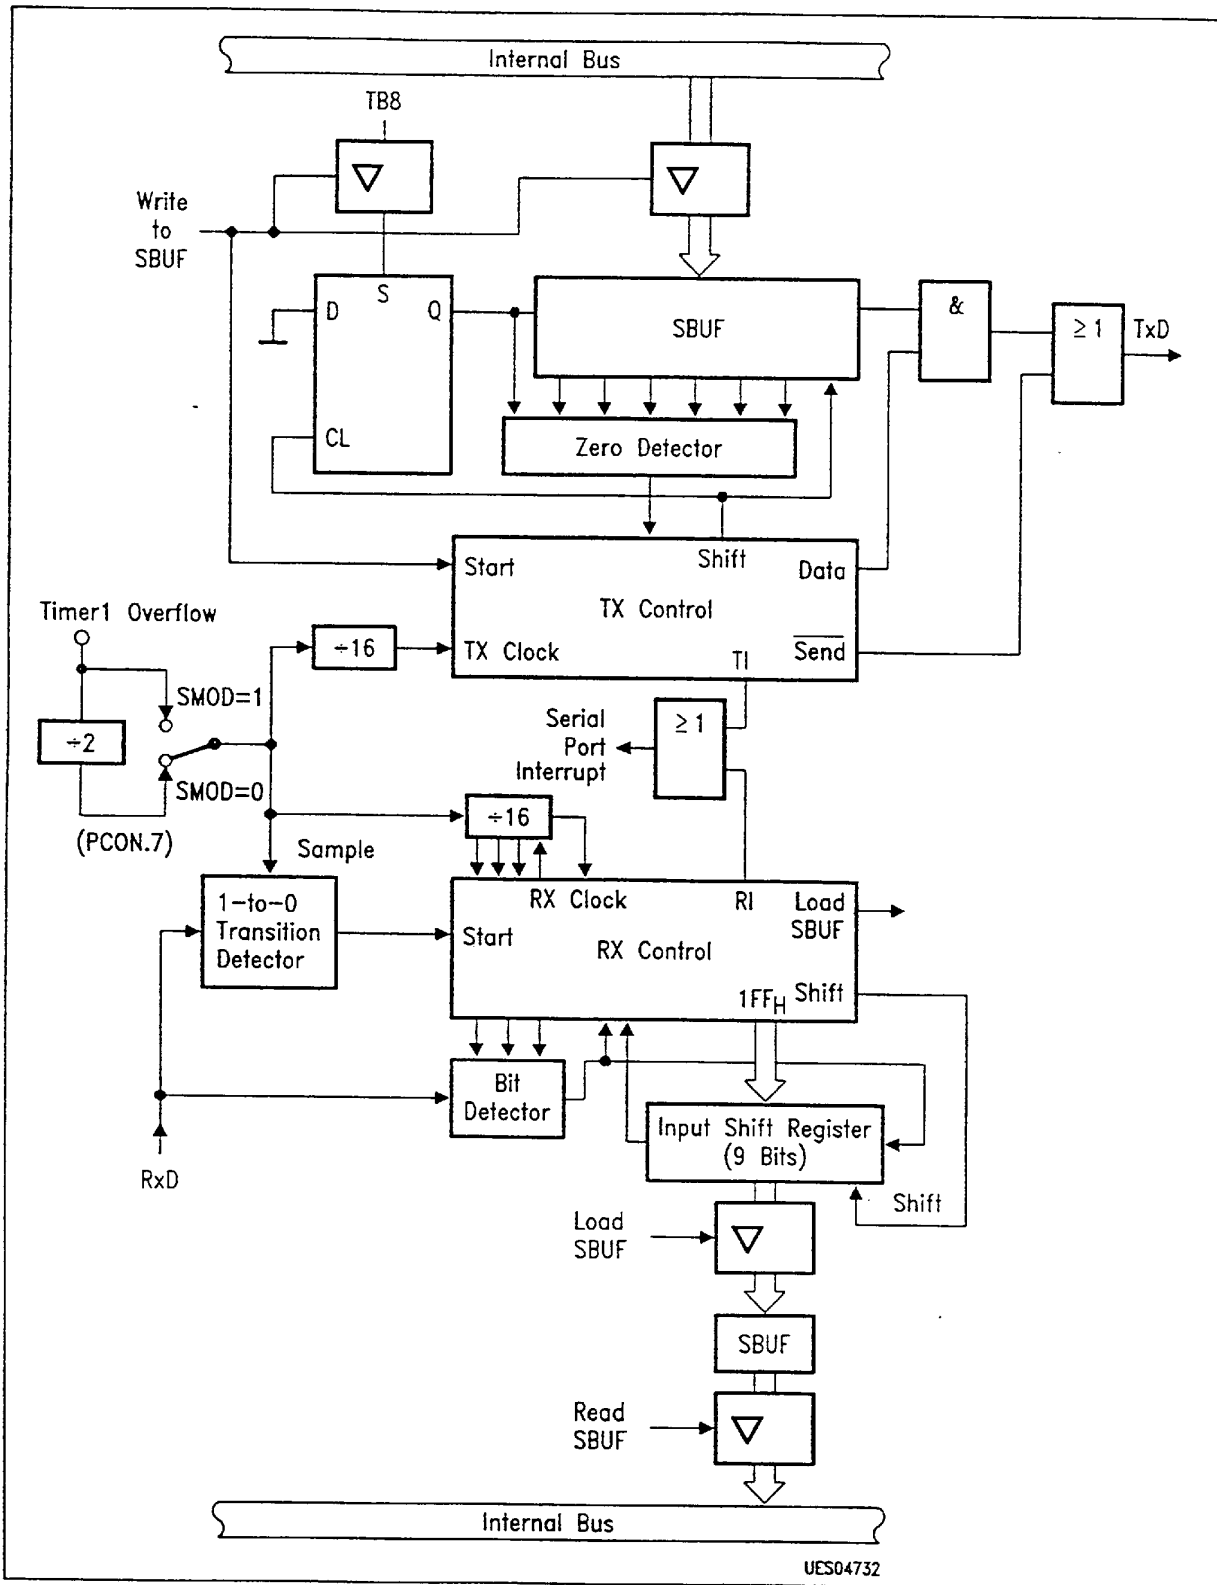 Internal Bus
TB8
Write
to
SBUF
S
D
Q
CL
SBUF
&
≥1
TxD
Zero Detector
Start
Shift
Data
TX Control
TX Clock
TI
Send
Timer1 Overflow
÷16
SMOD=1
÷2
SMOD=0
(PCON.7)
Serial
Port
Interrupt
≥1
÷16
Sample
1-to-0
Transition
Detector
RX Clock
RI
Load
SBUF
Start
RX Control
1FFH
Shift
Bit
Detector
Input Shift Register
(9 Bits)
RxD
Shift
Load
SBUF
SBUF
Read
SBUF
Internal Bus
UES04732